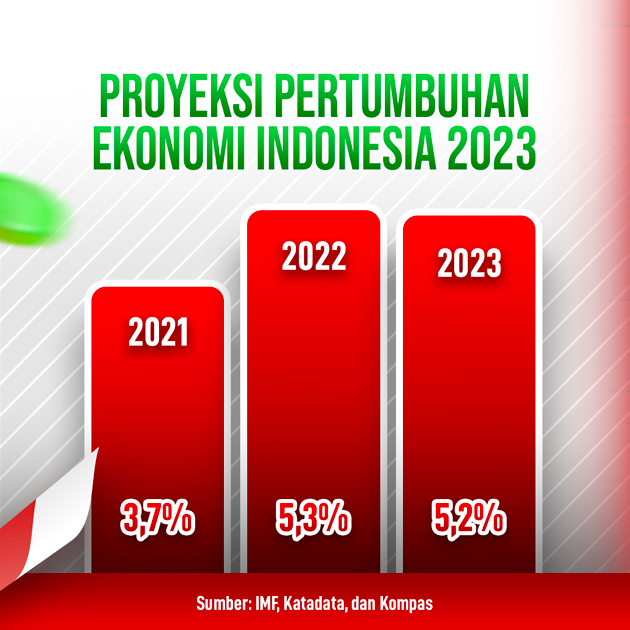 PROYEKSI PERTUMBUHAN
EKONOMI INDONESIA 2023
2021
2022
2023
3,7%
5,3%
5,2%
Sumber: IMF, Katadata, dan Kompas